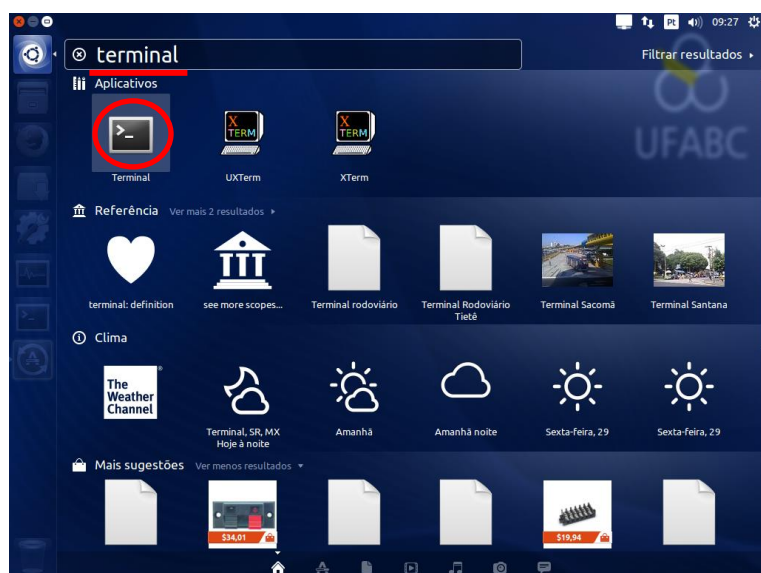 Pt 09:27
terminal
Filtrar resultados
Aplicativos
UFABC
>_
X TERM
X TERM
Terminal
UXTerm
XTerm
Referência Ver mais 2 resultados
terminal: definition
see more scopes...
Terminal rodoviário
Terminal Rodoviário
Tietê
Terminal Sacomã
Terminal Santana
Clima
The
Weather
Channel
Terminal, SR, MX
Hoje à noite
Amanhã
Amanhã noite
Sexta-feira, 29
Sexta-feira, 29
Mais sugestões Ver menos resultados
$34,01
$19,94